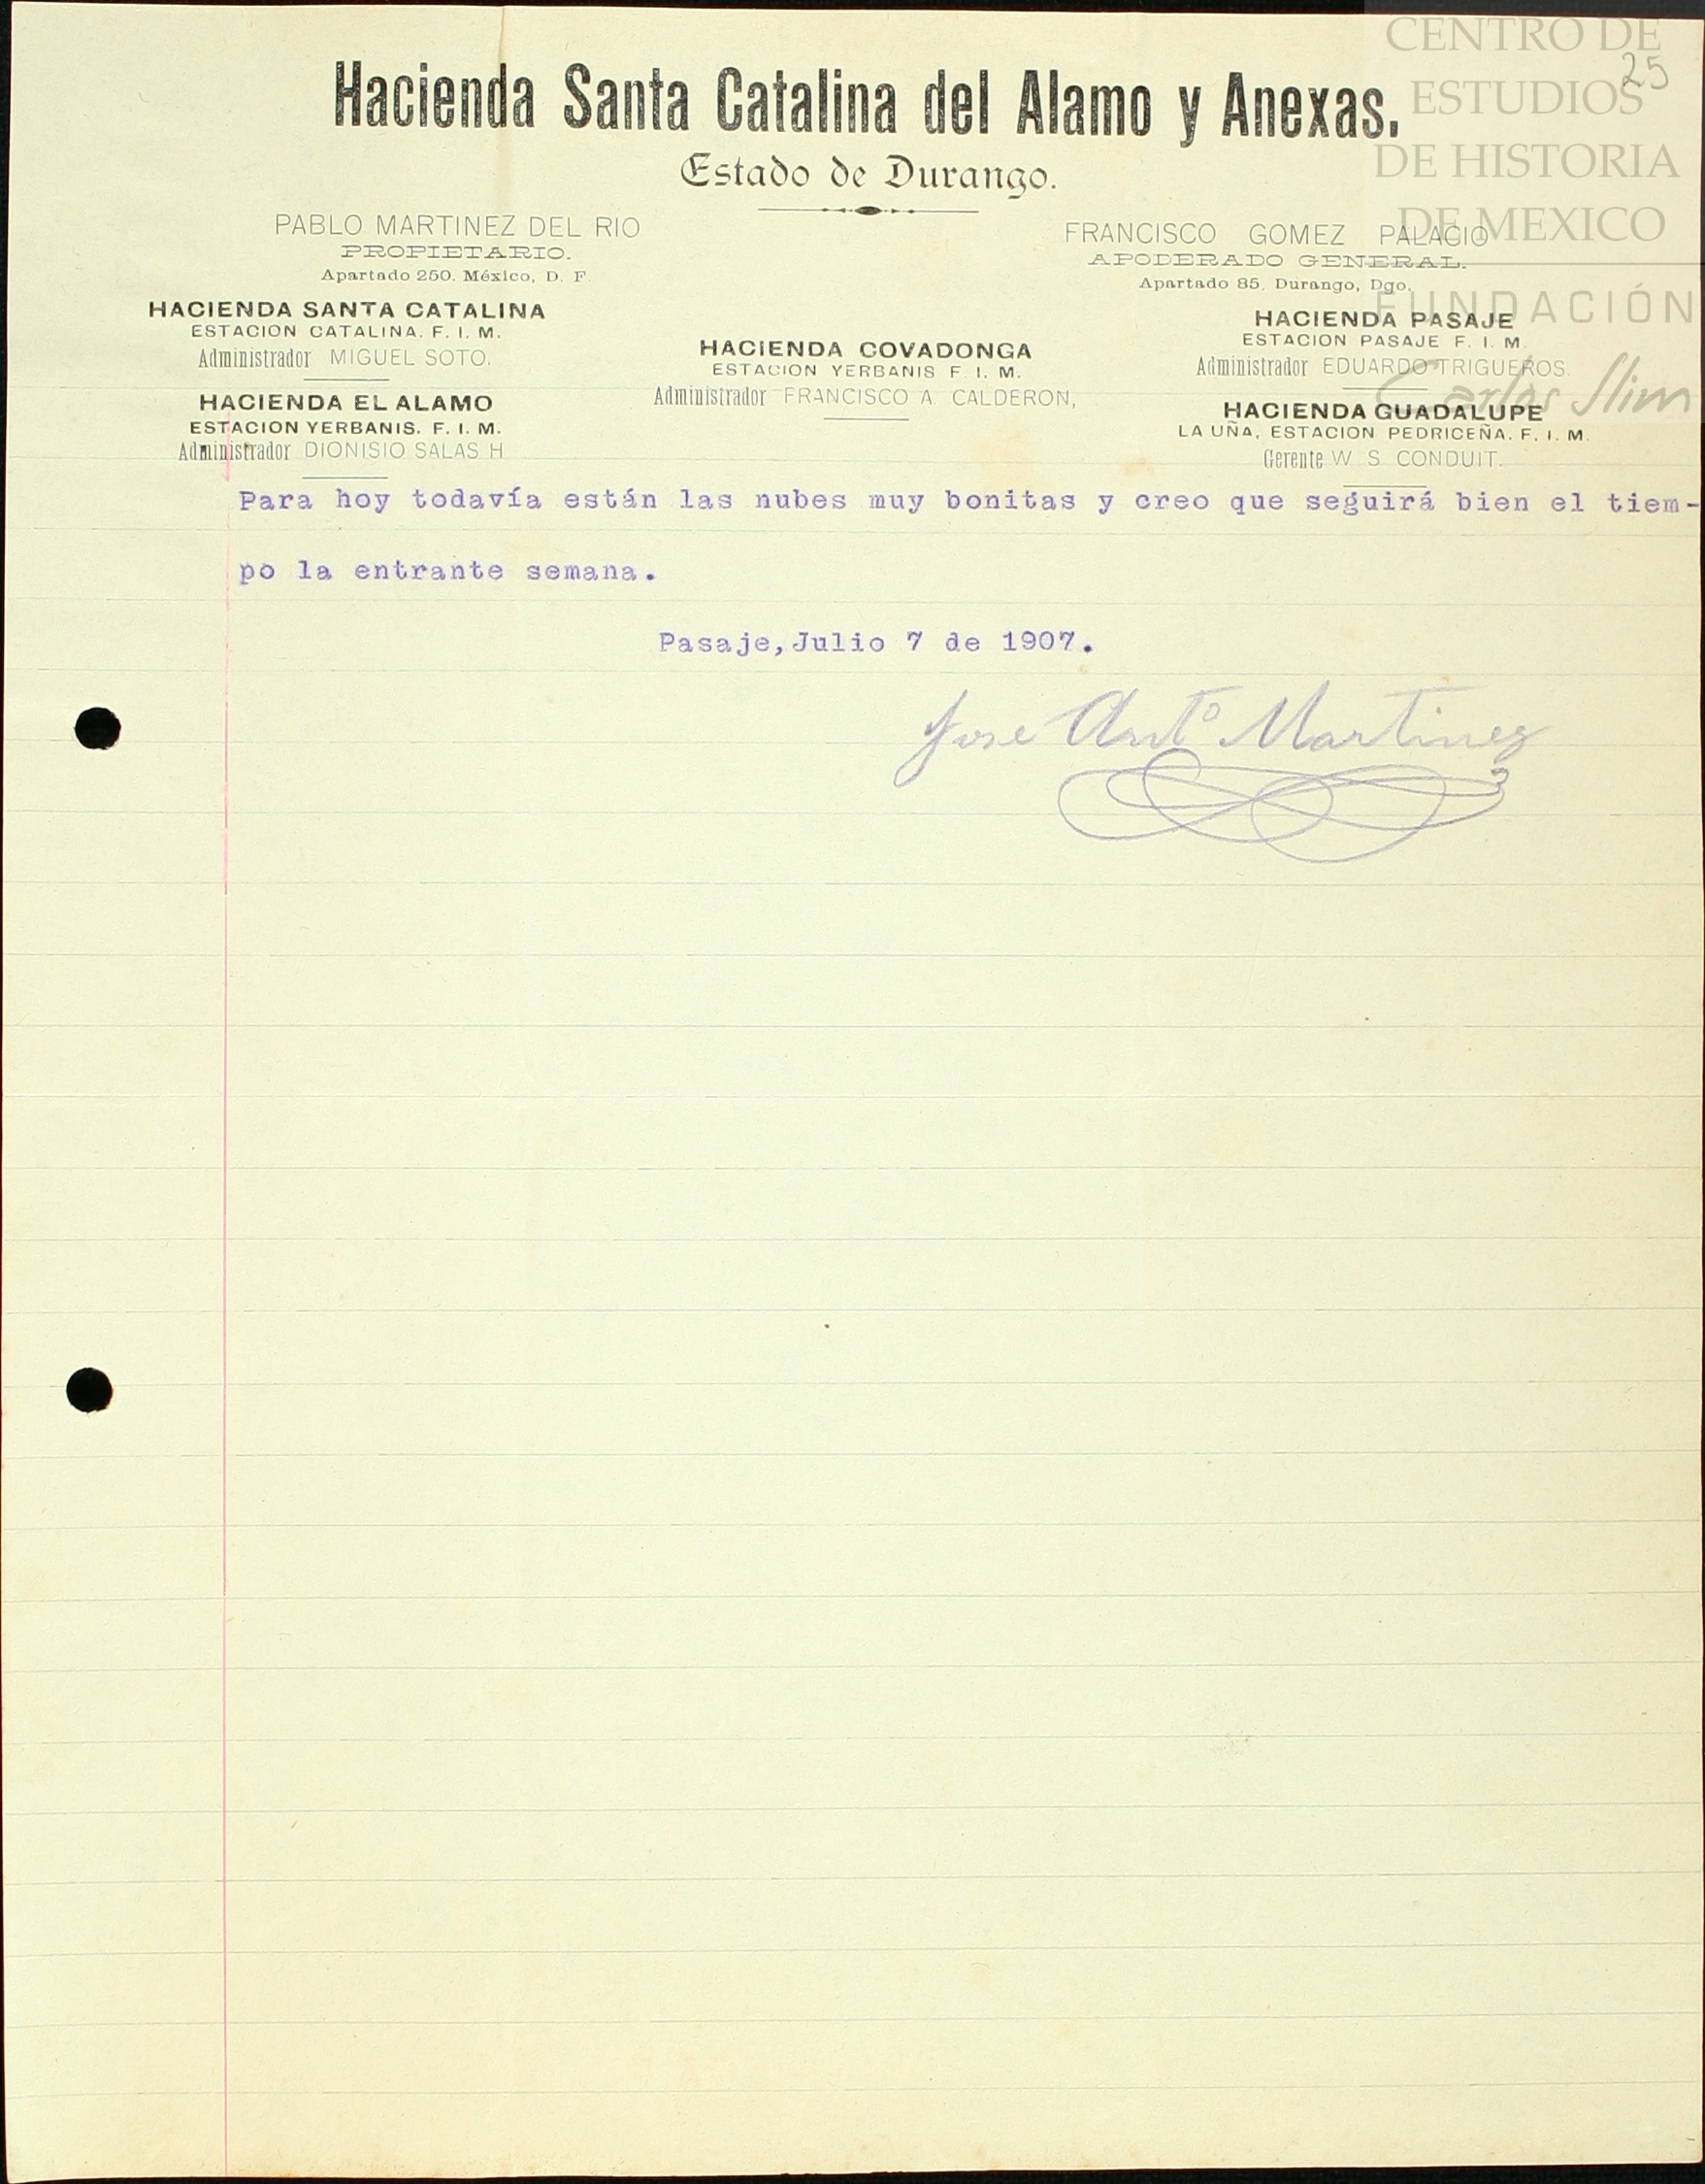 CENTRO DE
ESTUDIOS
DE HISTORIA
DE MEXICO
FUNDACIÓN
Carlos Slim
25
Hacienda Santa Catalina del Alamo y Anexas.
Estado de Durango.
PABLO MARTINEZ DEL RIO
PROPIETARIO.
Apartado 250. México, D. F.
FRANCISCO GOMEZ PALACIO
APODERADO GENERAL.
Apartado 85, Durango, Dgo.
HACIENDA SANTA CATALINA
ESTACION CATALINA. F. I. M.
Administrador MIGUEL SOTO.
HACIENDA EL ALAMO
ESTACION YERBANIS. F. I. M.
Administrador DIONISIO SALAS H
HACIENDA COVADONGA
ESTACION YERBANIS F. I. M.
Administrador FRANCISCO A. CALDERON,
HACIENDA PASAJE
ESTACION PASAJE F. I. M.
Administrador EDUARDO TRIGUEROS.
HACIENDA GUADALUPE
LA UÑA, ESTACION PEDRICEÑA. F. I. M.
Gerente W. S. CONDUIT.
Para hoy todavía están las nubes muy bonitas y creo que seguirá bien el tiem-
po la entrante semana.
Pasaje,Julio 7 de 1907.
Jose Antº Martinez